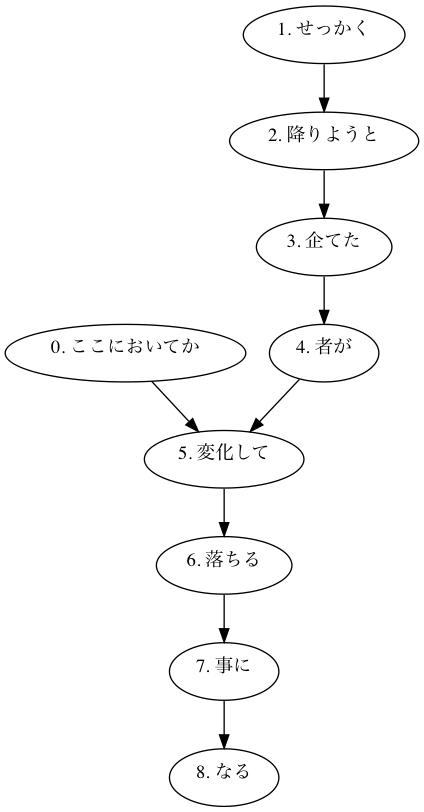 1. せっかく
2. 降りようと
3. 企てた
0. ここにおいてか
4. 者が
5. 変化して
6. 落ちる
7. 事に
8. なる